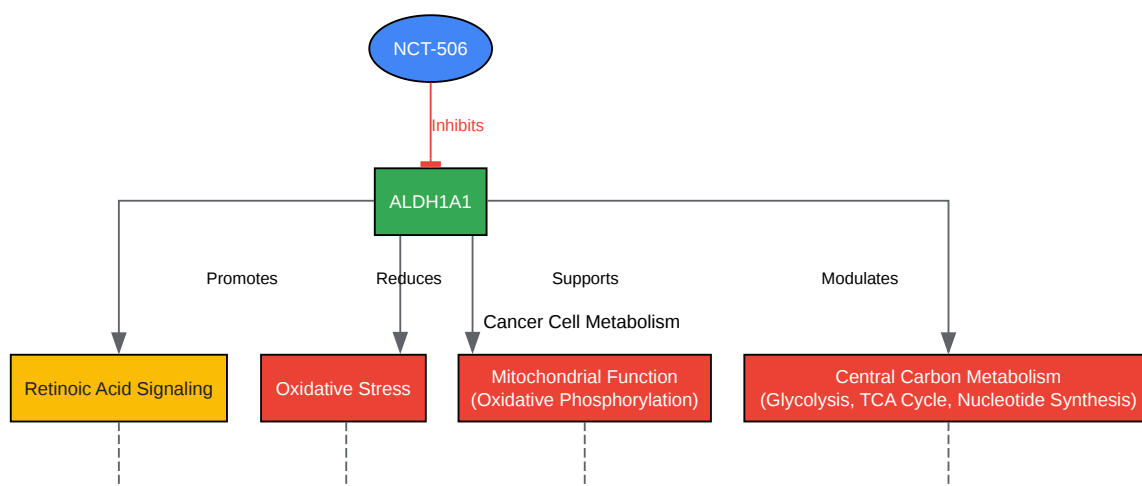 NCT-506
Inhibits
ALDH1A1
Promotes
Reduces
Supports
Modulates
Cancer Cell Metabolism
Retinoic Acid Signaling
Oxidative Stress
Mitochondrial Function
(Oxidative Phosphorylation)
Central Carbon Metabolism
(Glycolysis, TCA Cycle, Nucleotide Synthesis)